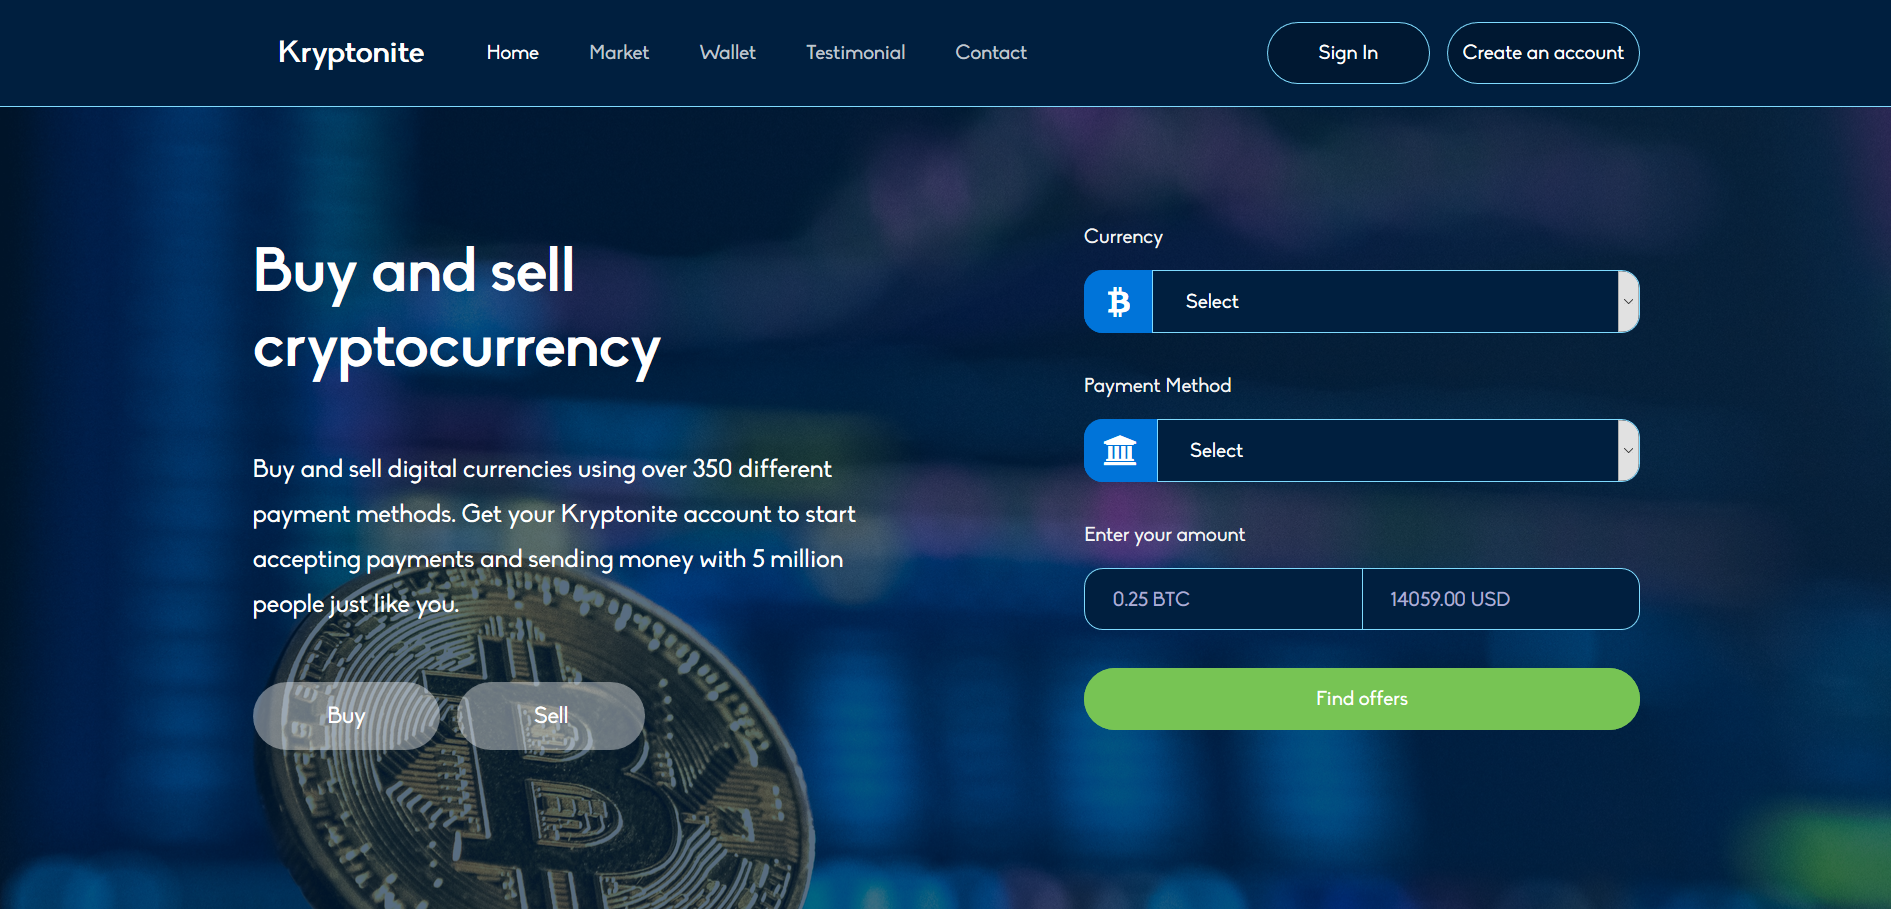 Kryptonite
Home
Market
Wallet
Testimonial
Contact
Sign In
Create an account
Buy and sell
cryptocurrency
Buy and sell digital currencies using over 350 different
payment methods. Get your Kryptonite account to start
accepting payments and sending money with 5 million
people just like you.
Buy
Sell
Currency
Select
Payment Method
Select
Enter your amount
0.25 BTC
14059.00 USD
Find offers